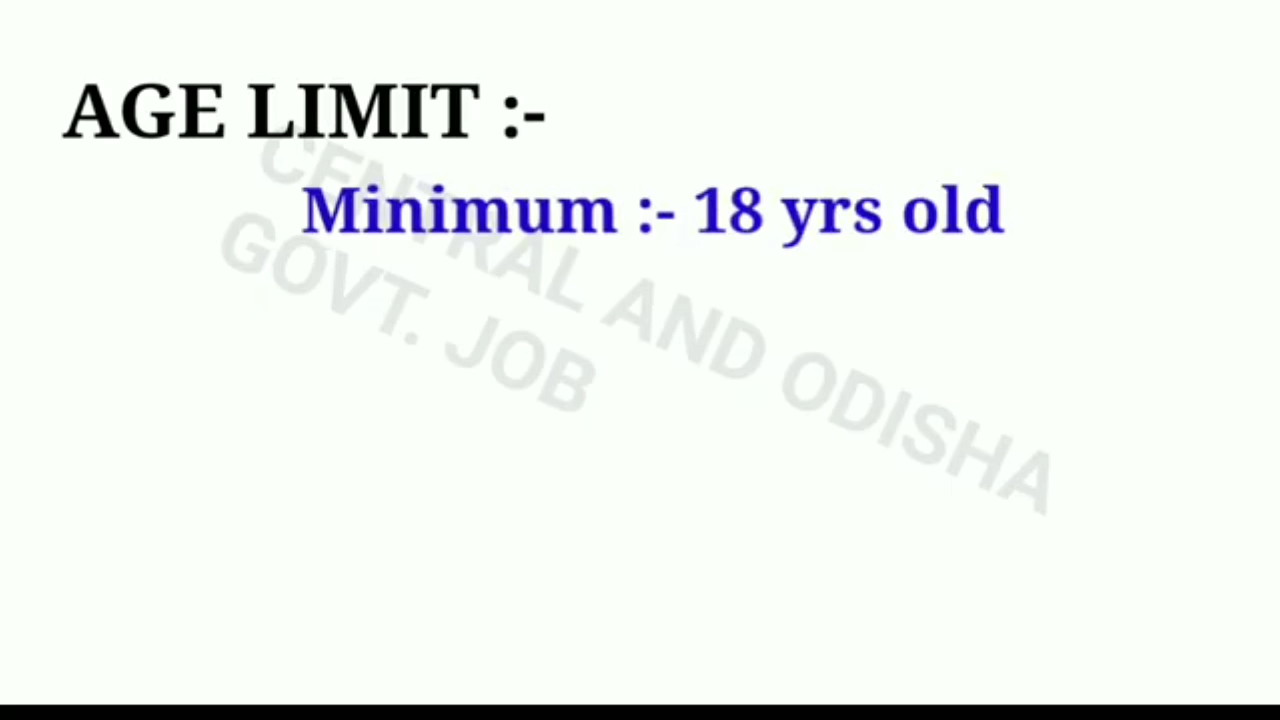 AGE LIMIT :-
Minimum :- 18 yrs old
CENTRAL AND ODISHA
GOVT. JOB